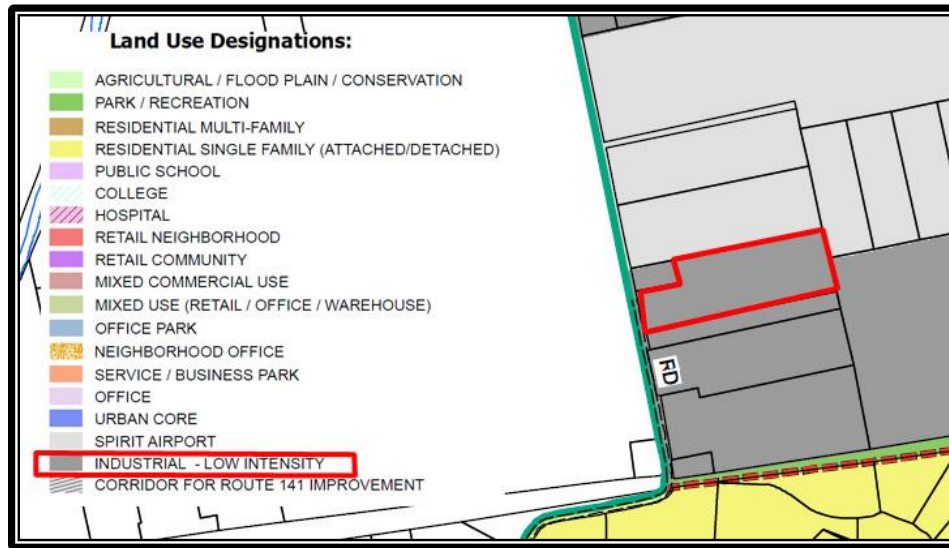 Land Use Designations:
AGRICULTURAL / FLOOD PLAIN / CONSERVATION
PARK / RECREATION
RESIDENTIAL MULTI-FAMILY
RESIDENTIAL SINGLE FAMILY (ATTACHED/DETACHED)
PUBLIC SCHOOL
COLLEGE
HOSPITAL
RETAIL NEIGHBORHOOD
RETAIL COMMUNITY
MIXED COMMERCIAL USE
MIXED USE (RETAIL / OFFICE / WAREHOUSE)
OFFICE PARK
NEIGHBORHOOD OFFICE
SERVICE / BUSINESS PARK
OFFICE
URBAN CORE
SPIRIT AIRPORT
INDUSTRIAL - LOW INTENSITY
CORRIDOR FOR ROUTE 141 IMPROVEMENT
RD